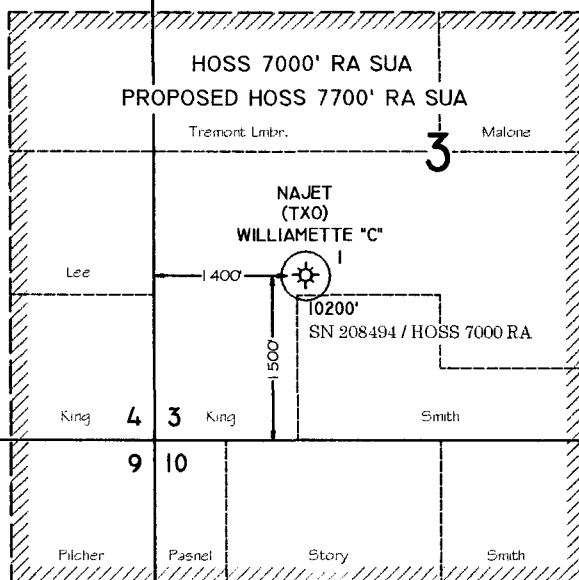 HOSS 7000' RA SUA
PROPOSED HOSS 7700' RA SUA
Tremont Lmbr.
3
Malone
NAJET
(TXO)
WILLIAMETTE "C"
1
Lee
1400'
10200'
SN 208494 / HOSS 7000 RA
1500'
King
4
3
King
Smith
9
10
Pilcher
Pasnel
Story
Smith